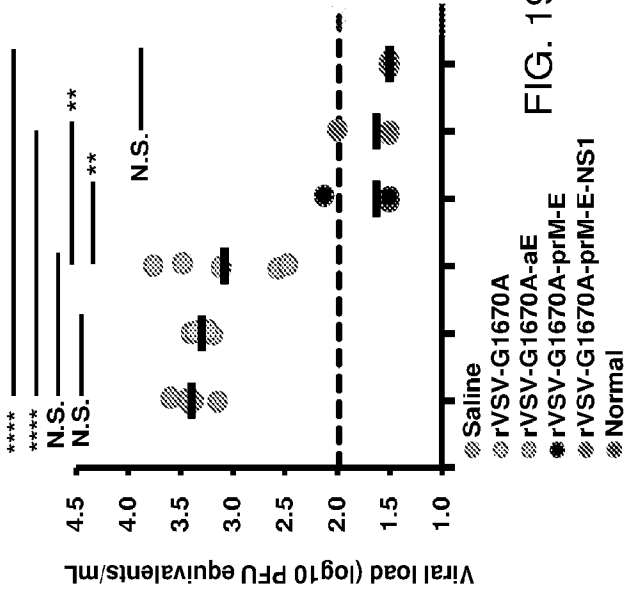 ****
****
N.S.
N.S.
**
**
N.S.
Viral load (log10 PFU equivalents/mL
4.5
4.0
3.5
3.0
2.5
2.0
1.5
1.0
Saline
rVSV-G1670A
rVSV-G1670A-aE
rVSV-G1670A-prM-E
rVSV-G1670A-prM-E-NS1
Normal
FIG. 19